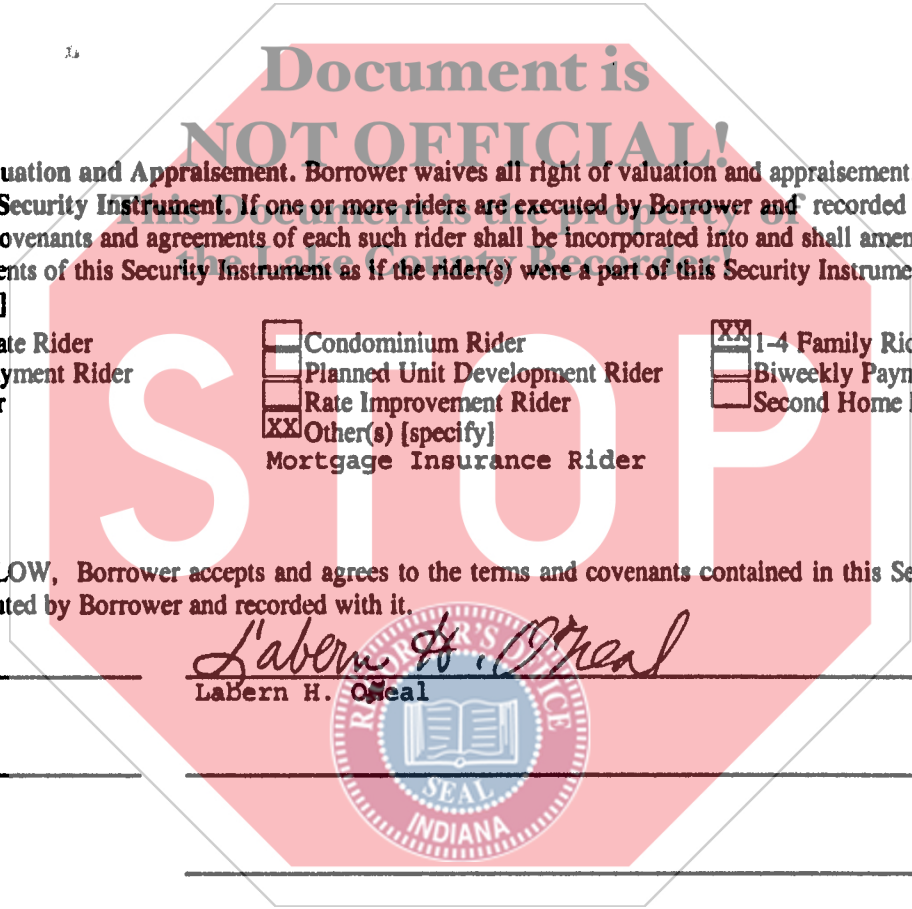 Document is
NOT OFFICIAL!
This Document is the property of
the Lake County Recorder!
uation and Appraisement. Borrower waives all right of valuation and appraisement
Security Instrument. If one or more riders are executed by Borrower and recorded
ovenants and agreements of each such rider shall be incorporated into and shall amen
ents of this Security Instrument as if the rider(s) were a part of this Security Instrume
]
ate Rider Condominium Rider XX 1-4 Family Ric
yment Rider Planned Unit Development Rider Biweekly Payn
r Rate Improvement Rider Second Home
XX Other(s) [specify]
Mortgage Insurance Rider
STOP
LOW, Borrower accepts and agrees to the terms and covenants contained in this Se
ted by Borrower and recorded with it.
Labern H. O'Neal
Labern H. ONeal
RECORDER'S OFFICE
SEAL
INDIANA